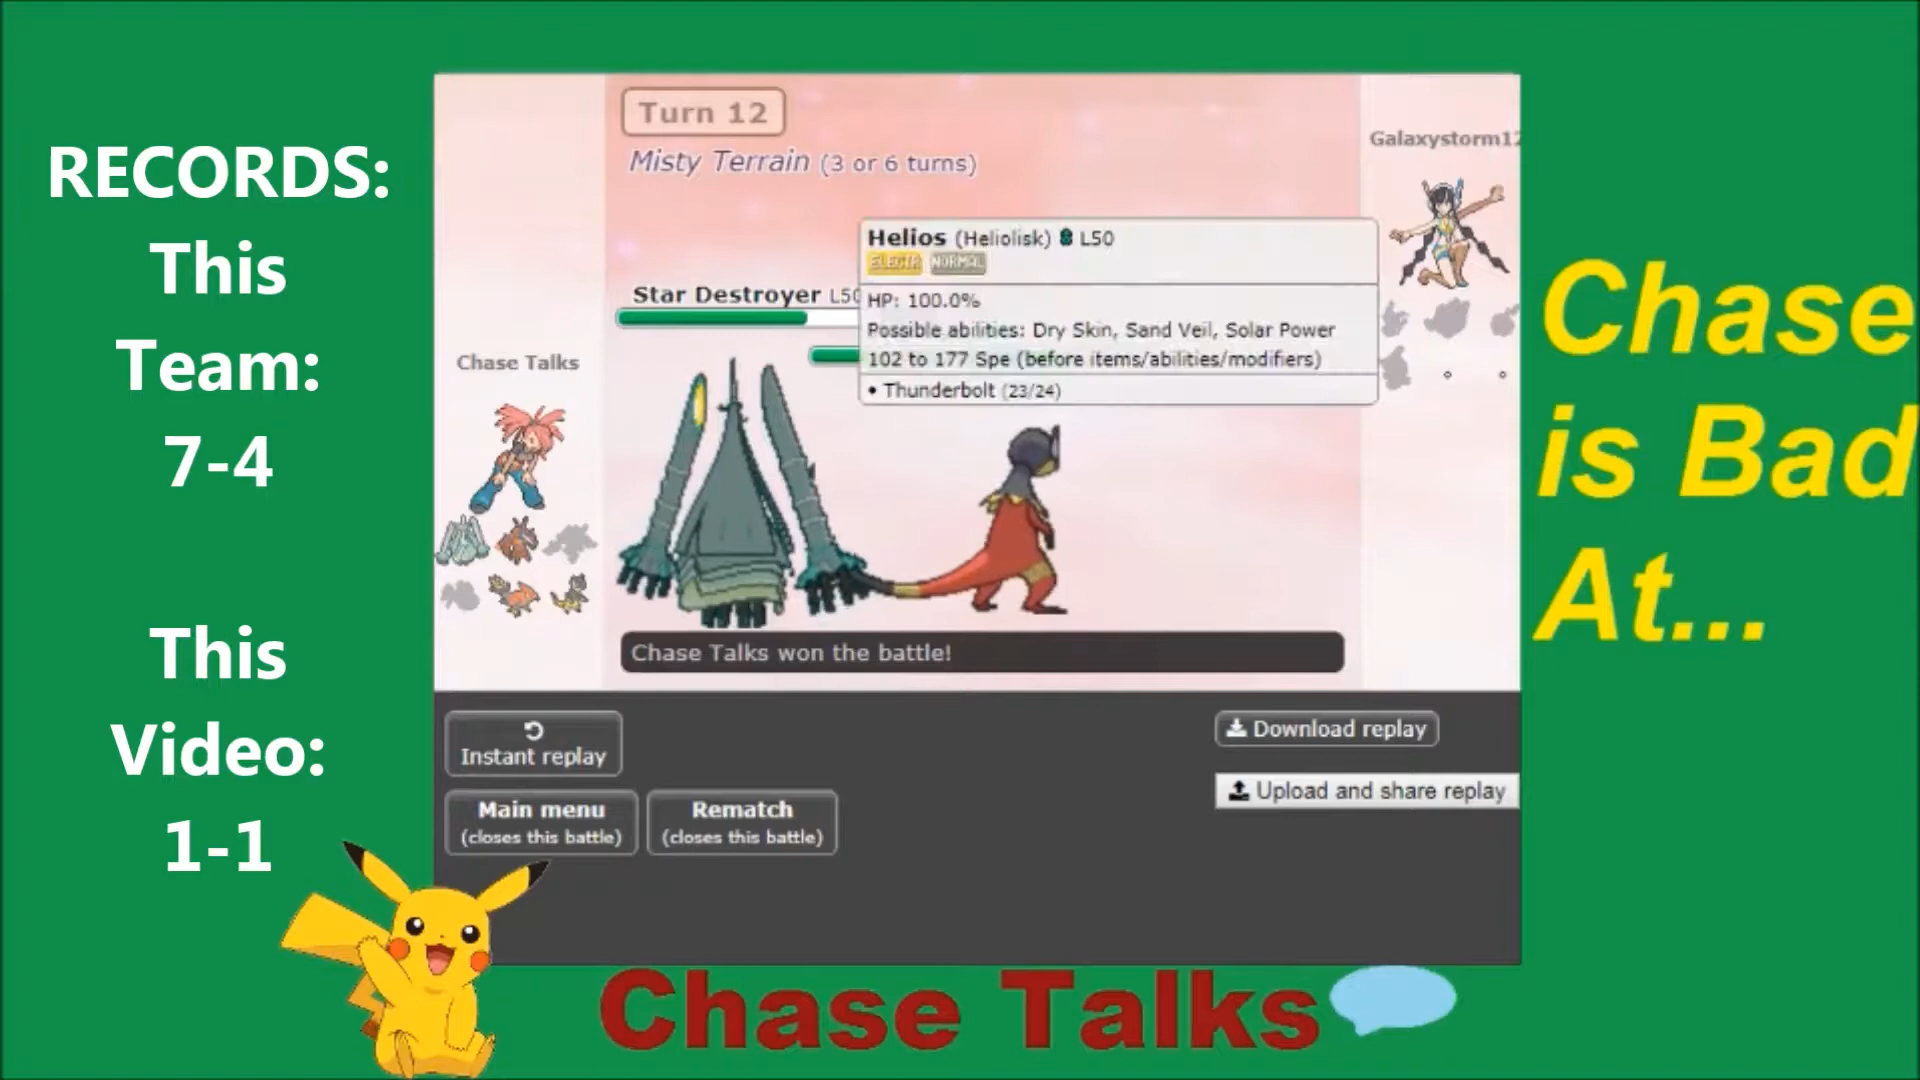 RECORDS:
This
Team:
7-4
This
Video:
1-1
Turn 12
Misty Terrain (3 or 6 turns)
Galaxystorm12
Helios (Heliolisk) L50
ELECTR NORMAL
HP: 100.0%
Possible abilities: Dry Skin, Sand Veil, Solar Power
102 to 177 Spe (before items/abilities/modifiers)
• Thunderbolt (23/24)
Star Destroyer L50
Chase Talks
Chase Talks won the battle!
Instant replay
Main menu
(closes this battle)
Rematch
(closes this battle)
Download replay
Upload and share replay
Chase
is Bad
At...
Chase Talks